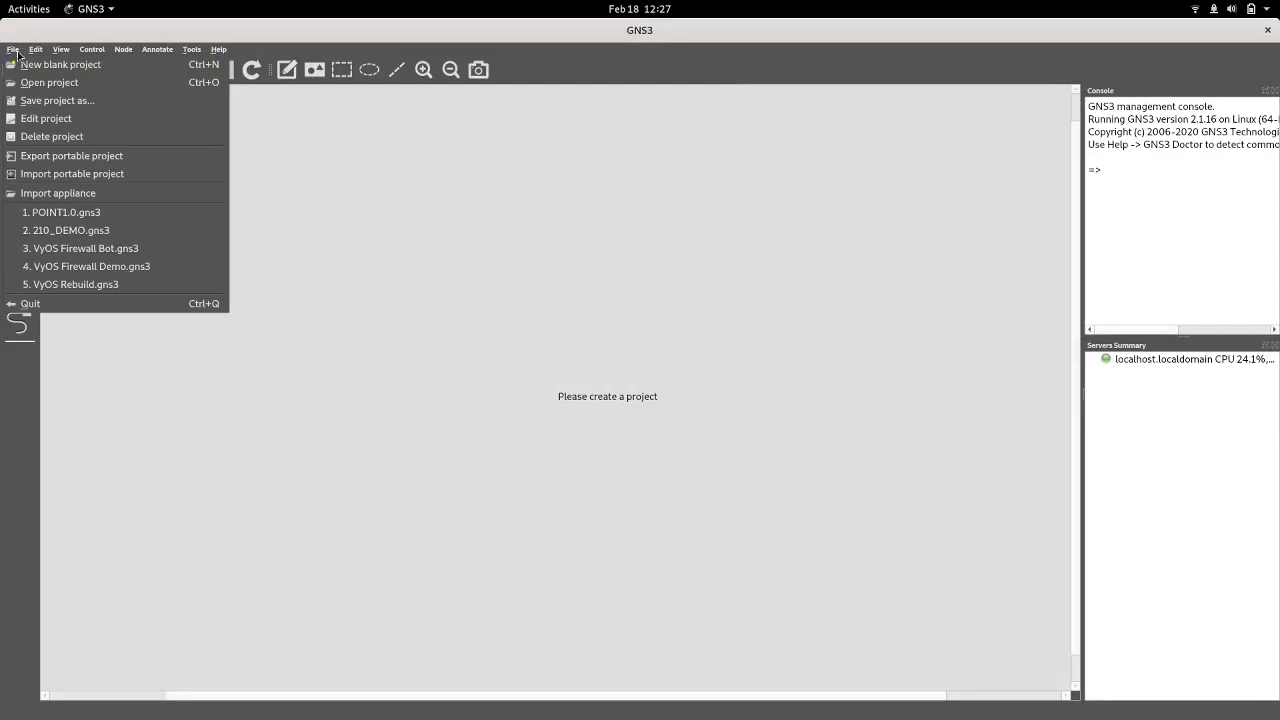 Activities GNS3 Feb 18 12:27
GNS3
File Edit View Control Node Annotate Tools Help
New blank project Ctrl+N
Open project Ctrl+O
Save project as...
Edit project
Delete project
Export portable project
Import portable project
Import appliance
1. POINT1.0.gns3
2. 210_DEMO.gns3
3. VyOS Firewall Bot.gns3
4. VyOS Firewall Demo.gns3
5. VyOS Rebuild.gns3
Quit Ctrl+Q
Please create a project
Console
GNS3 management console.
Running GNS3 version 2.1.16 on Linux (64-
Copyright (c) 2006-2020 GNS3 Technologi
Use Help -> GNS3 Doctor to detect commo
=>
Servers Summary
localhost.localdomain CPU 24.1%,...